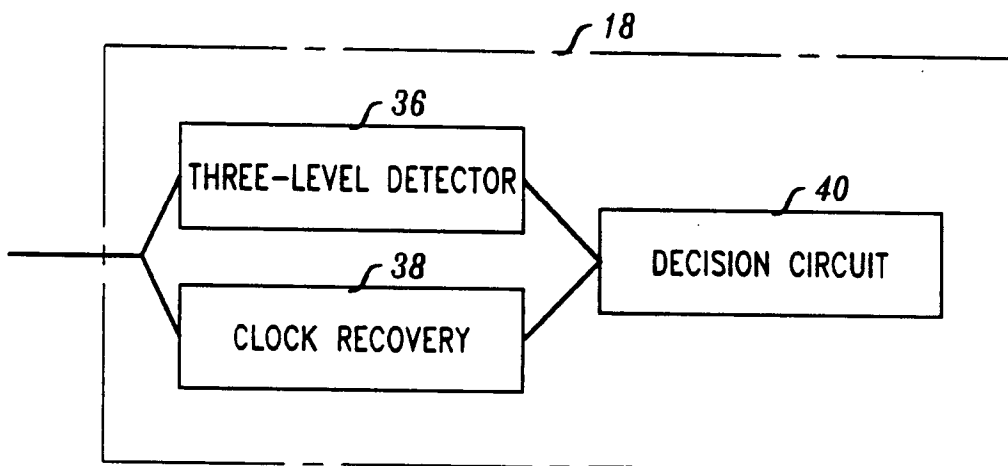 18
36
THREE-LEVEL DETECTOR
40
DECISION CIRCUIT
38
CLOCK RECOVERY